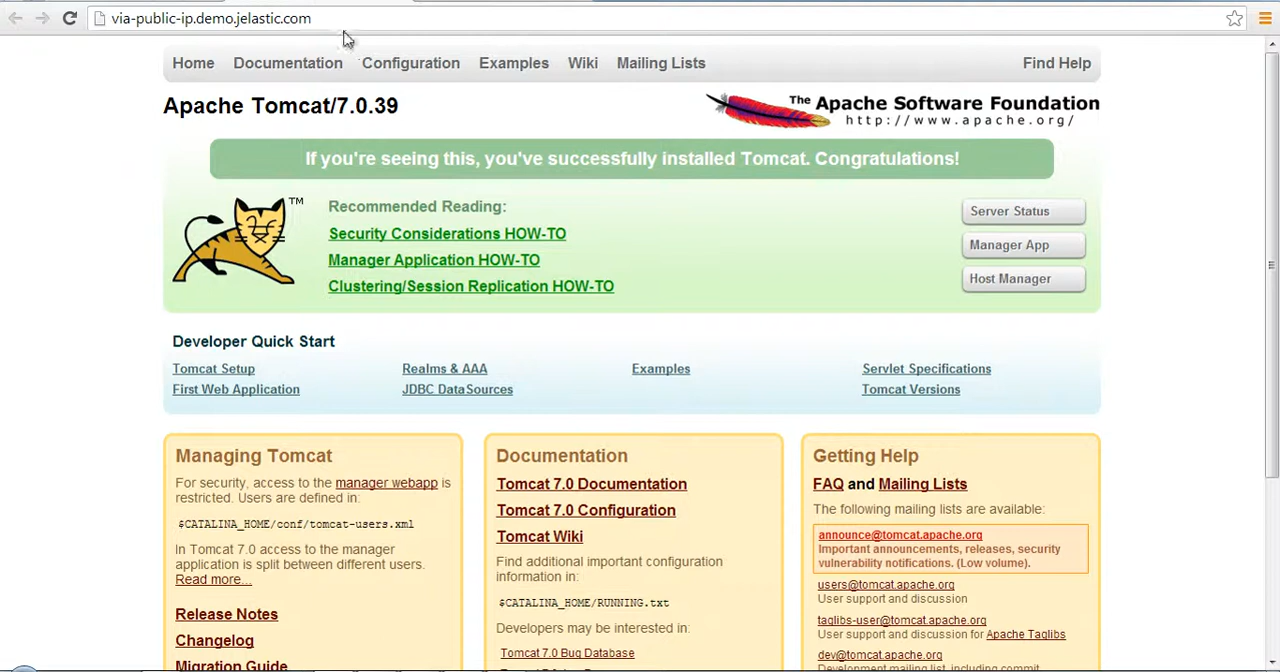 via-public-ip.demo.jelastic.com
Home Documentation Configuration Examples Wiki Mailing Lists Find Help
Apache Tomcat/7.0.39
The Apache Software Foundation
http://www.apache.org/
If you're seeing this, you've successfully installed Tomcat. Congratulations!
TM
Recommended Reading:
Security Considerations HOW-TO
Manager Application HOW-TO
Clustering/Session Replication HOW-TO
Server Status
Manager App
Host Manager
Developer Quick Start
Tomcat Setup
First Web Application
Realms & AAA
JDBC DataSources
Examples
Servlet Specifications
Tomcat Versions
Managing Tomcat
For security, access to the manager webapp is
restricted. Users are defined in:
$CATALINA_HOME/conf/tomcat-users.xml
In Tomcat 7.0 access to the manager
application is split between different users.
Read more...
Release Notes
Changelog
Migration Guide
Documentation
Tomcat 7.0 Documentation
Tomcat 7.0 Configuration
Tomcat Wiki
Find additional important configuration
information in:
$CATALINA_HOME/RUNNING.txt
Developers may be interested in:
Tomcat 7.0 Bug Database
Getting Help
FAQ and Mailing Lists
The following mailing lists are available:
announce@tomcat.apache.org
Important announcements, releases, security
vulnerability notifications. (Low volume).
users@tomcat.apache.org
User support and discussion
taglibs-user@tomcat.apache.org
User support and discussion for Apache Taglibs
dev@tomcat.apache.org
Development mailing list, including commit